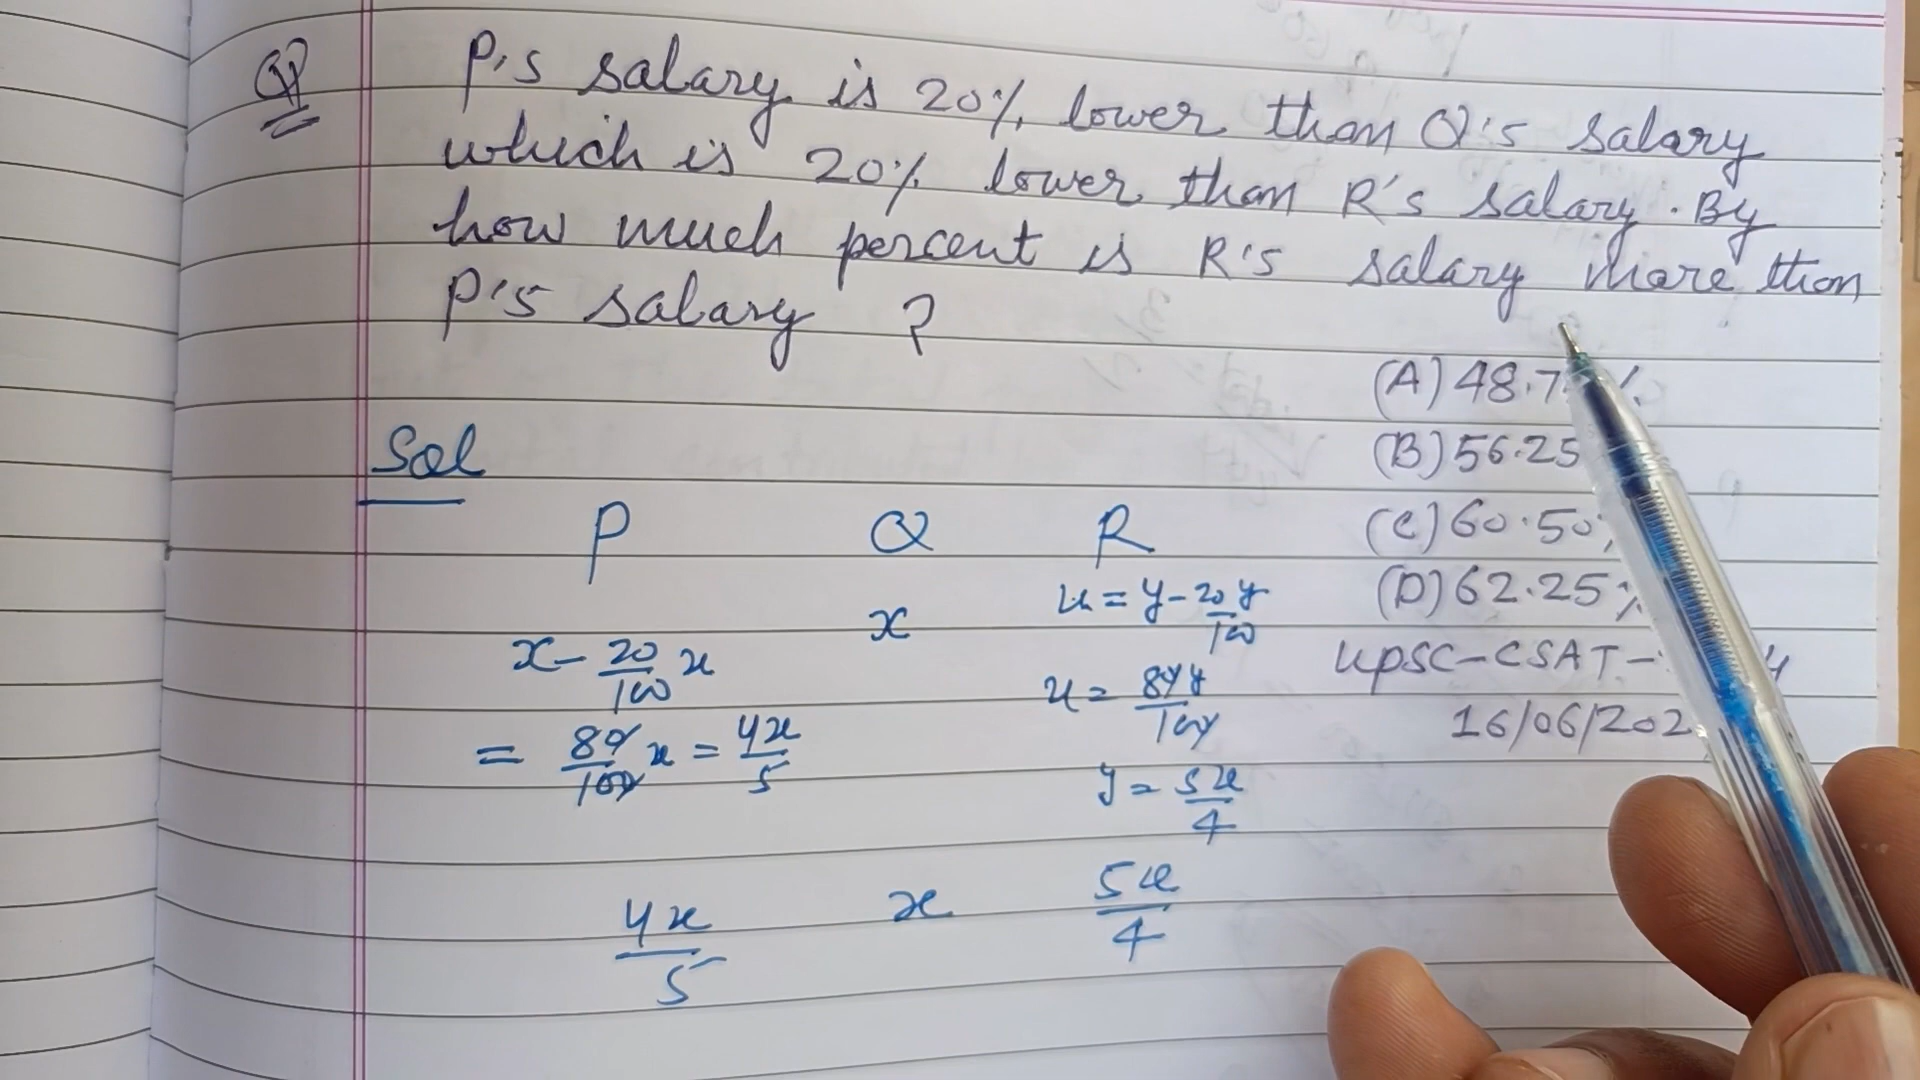 Q P's salary is 20% lower than Q's salary
which is 20% lower than R's salary. By
how much percent is R's salary more than
P's salary ?
(A) 48.7
(B) 56.25
(C) 60.50%
(D) 62.25%
UPSC-CSAT-
16/06/202
Sol
P Q R
x - 20/100 x
= 80/100 x = 4x/5
x
x = y - 20/100 y
x = 80y/100
y = 5x/4
4x/5 x 5x/4